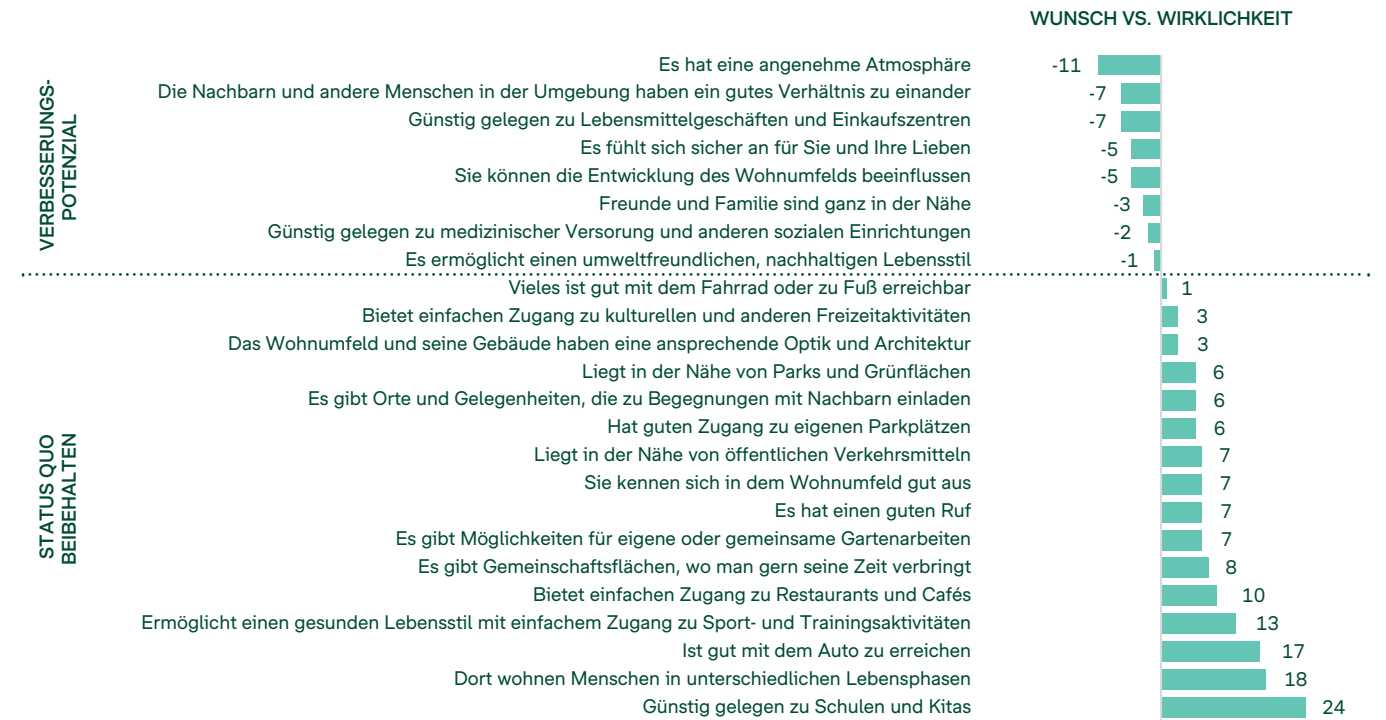 WUNSCH VS. WIRKLICHKEIT
VERBESSERUNGS-
POTENZIAL
Es hat eine angenehme Atmosphäre -11
Die Nachbarn und andere Menschen in der Umgebung haben ein gutes Verhältnis zu einander -7
Günstig gelegen zu Lebensmittelgeschäften und Einkaufszentren -7
Es fühlt sich sicher an für Sie und Ihre Lieben -5
Sie können die Entwicklung des Wohnumfelds beeinflussen -5
Freunde und Familie sind ganz in der Nähe -3
Günstig gelegen zu medizinischer Versorung und anderen sozialen Einrichtungen -2
Es ermöglicht einen umweltfreundlichen, nachhaltigen Lebensstil -1
STATUS QUO
BEIBEHALTEN
Vieles ist gut mit dem Fahrrad oder zu Fuß erreichbar 1
Bietet einfachen Zugang zu kulturellen und anderen Freizeitaktivitäten 3
Das Wohnumfeld und seine Gebäude haben eine ansprechende Optik und Architektur 3
Liegt in der Nähe von Parks und Grünflächen 6
Es gibt Orte und Gelegenheiten, die zu Begegnungen mit Nachbarn einladen 6
Hat guten Zugang zu eigenen Parkplätzen 6
Liegt in der Nähe von öffentlichen Verkehrsmitteln 7
Sie kennen sich in dem Wohnumfeld gut aus 7
Es hat einen guten Ruf 7
Es gibt Möglichkeiten für eigene oder gemeinsame Gartenarbeiten 7
Es gibt Gemeinschaftsflächen, wo man gern seine Zeit verbringt 8
Bietet einfachen Zugang zu Restaurants und Cafés 10
Ermöglicht einen gesunden Lebensstil mit einfachem Zugang zu Sport- und Trainingsaktivitäten 13
Ist gut mit dem Auto zu erreichen 17
Dort wohnen Menschen in unterschiedlichen Lebensphasen 18
Günstig gelegen zu Schulen und Kitas 24